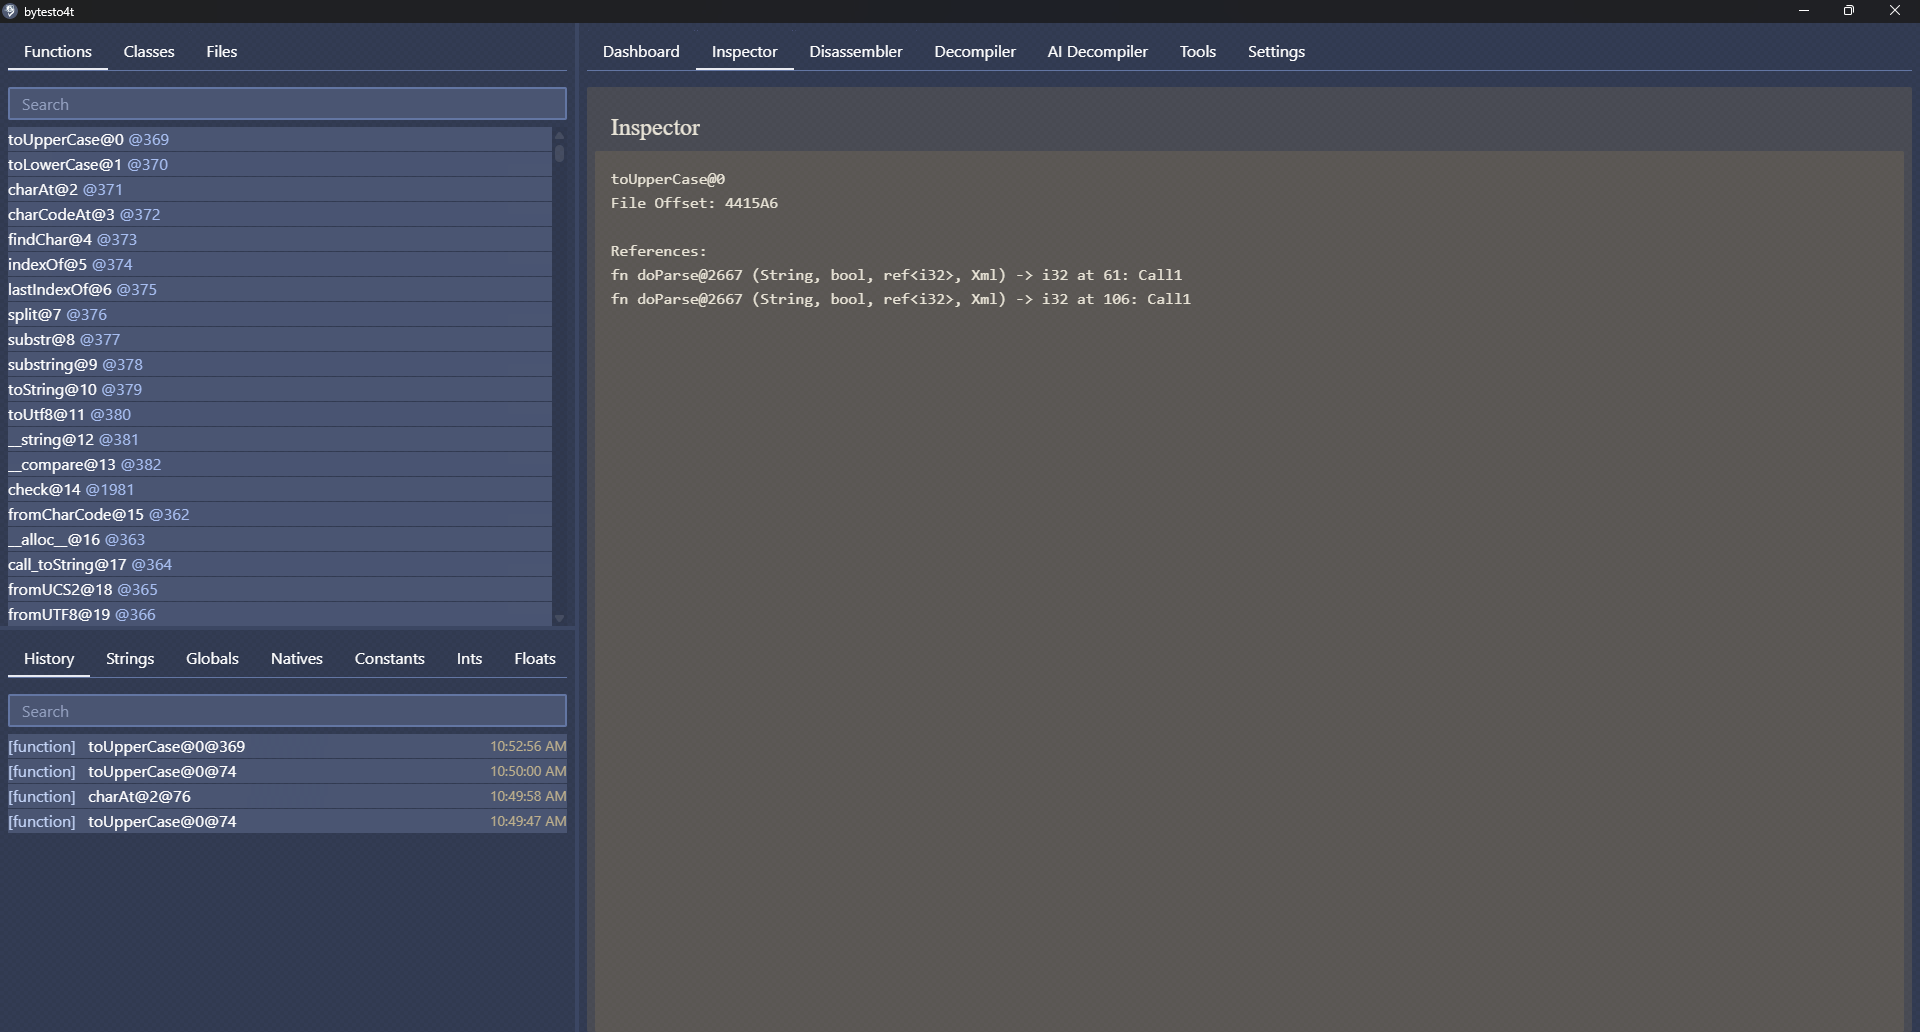 bytesto4t
Functions Classes Files
Search
toUpperCase@0 @369
toLowerCase@1 @370
charAt@2 @371
charCodeAt@3 @372
findChar@4 @373
indexOf@5 @374
lastIndexOf@6 @375
split@7 @376
substr@8 @377
substring@9 @378
toString@10 @379
toUtf8@11 @380
__string@12 @381
__compare@13 @382
check@14 @1981
fromCharCode@15 @362
__alloc__@16 @363
call_toString@17 @364
fromUCS2@18 @365
fromUTF8@19 @366
History Strings Globals Natives Constants Ints Floats
Search
[function] toUpperCase@0@369 10:52:56 AM
[function] toUpperCase@0@74 10:50:00 AM
[function] charAt@2@76 10:49:58 AM
[function] toUpperCase@0@74 10:49:47 AM
Dashboard Inspector Disassembler Decompiler AI Decompiler Tools Settings
Inspector
toUpperCase@0
File Offset: 4415A6
References:
fn doParse@2667 (String, bool, ref<i32>, Xml) -> i32 at 61: Call1
fn doParse@2667 (String, bool, ref<i32>, Xml) -> i32 at 106: Call1